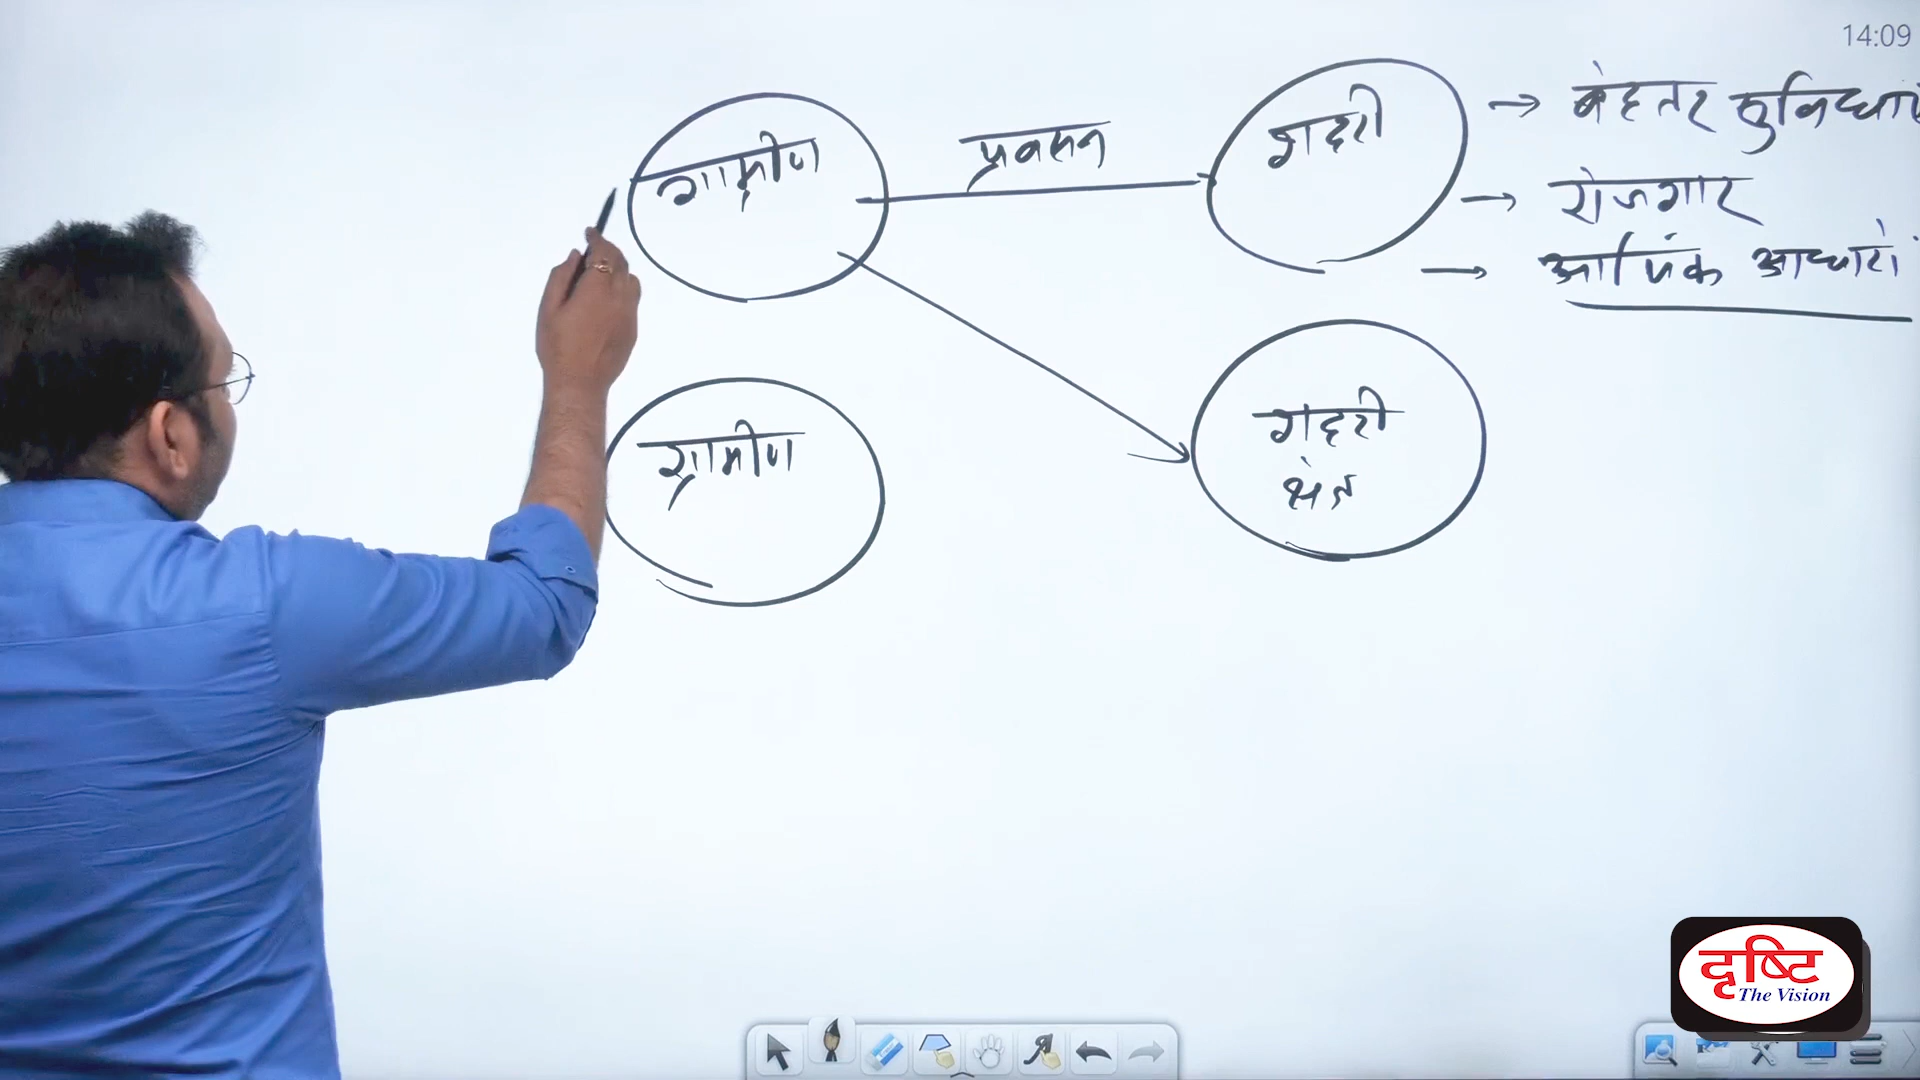 14:09
ग्रामीण
प्रवसन
शहरी
→ बेहतर सुविधाएं
→ रोजगार
→ आर्थिक आधारों
ग्रामीण
शहरी
क्षेत्र
दृष्टि
The Vision